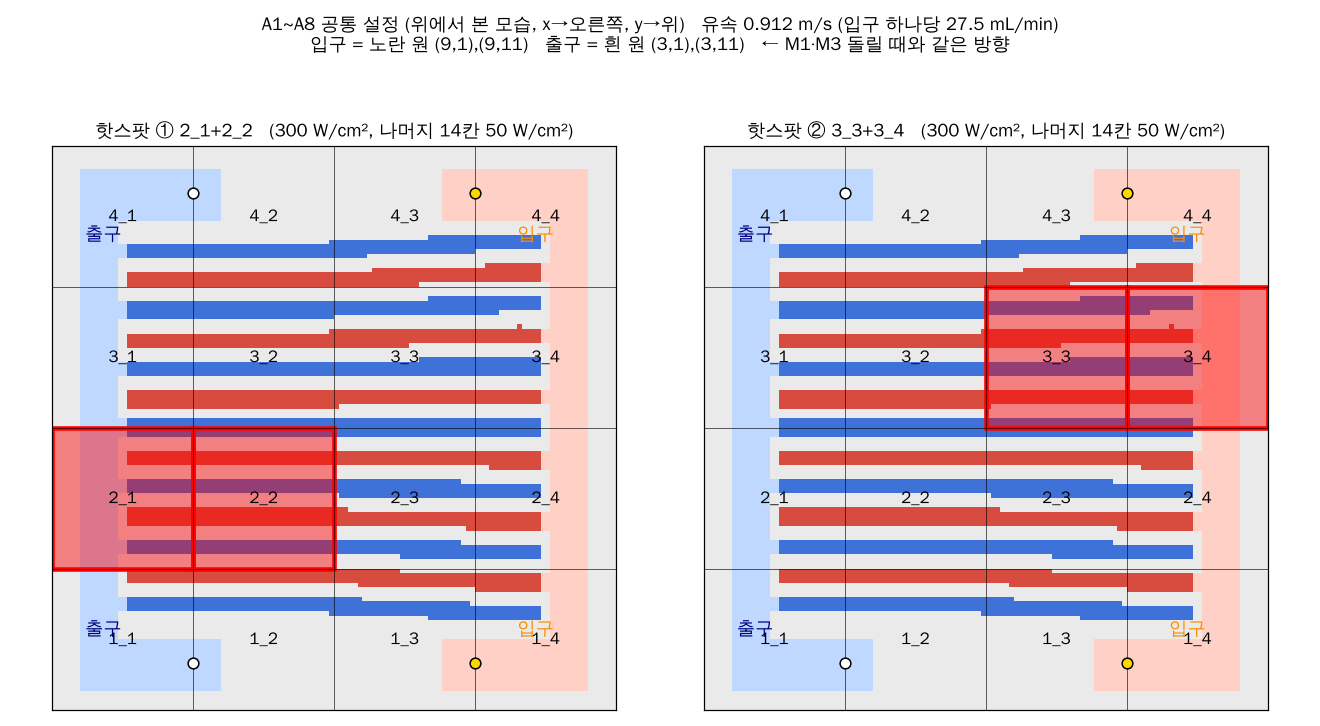 A1~A8 공통 설정 (위에서 본 모습, x→오른쪽, y→위)   유속 0.912 m/s (입구 하나당 27.5 mL/min)
입구 = 노란 원 (9,1),(9,11)   출구 = 흰 원 (3,1),(3,11)   ← M1·M3 돌릴 때와 같은 방향
핫스팟 ① 2_1+2_2   (300 W/cm², 나머지 14칸 50 W/cm²)
4_1 4_2 4_3 4_4
출구 입구
3_1 3_2 3_3 3_4
2_1 2_2 2_3 2_4
출구 입구
1_1 1_2 1_3 1_4
핫스팟 ② 3_3+3_4   (300 W/cm², 나머지 14칸 50 W/cm²)
4_1 4_2 4_3 4_4
출구 입구
3_1 3_2 3_3 3_4
2_1 2_2 2_3 2_4
출구 입구
1_1 1_2 1_3 1_4